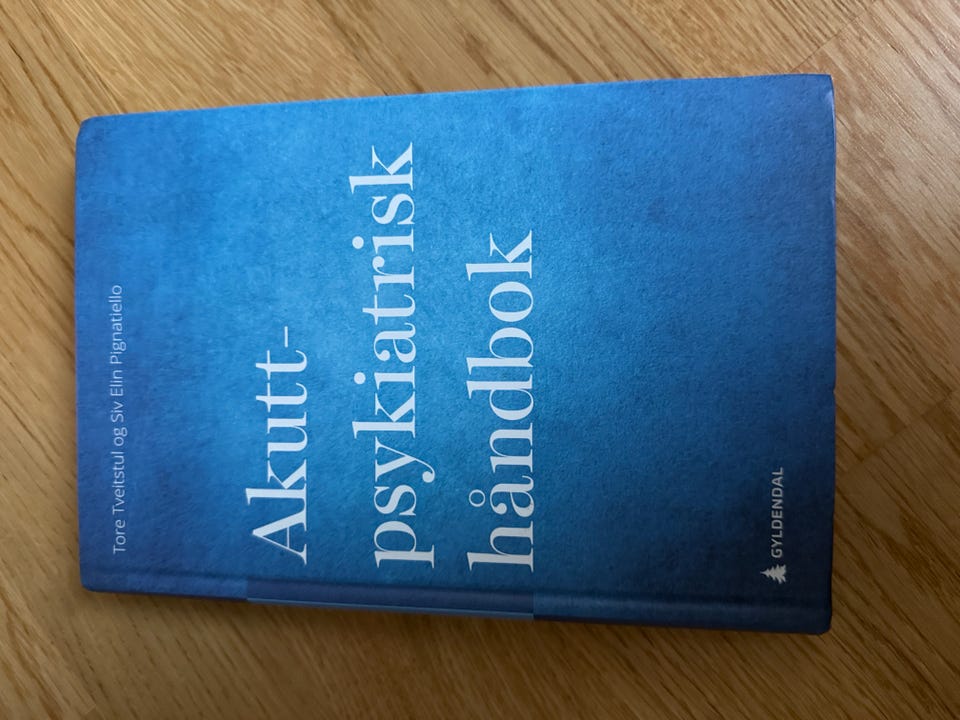 Tore Tveitstul og Siv Elin Pignatiello
Akutt-
psykiatrisk
håndbok
GYLDENDAL